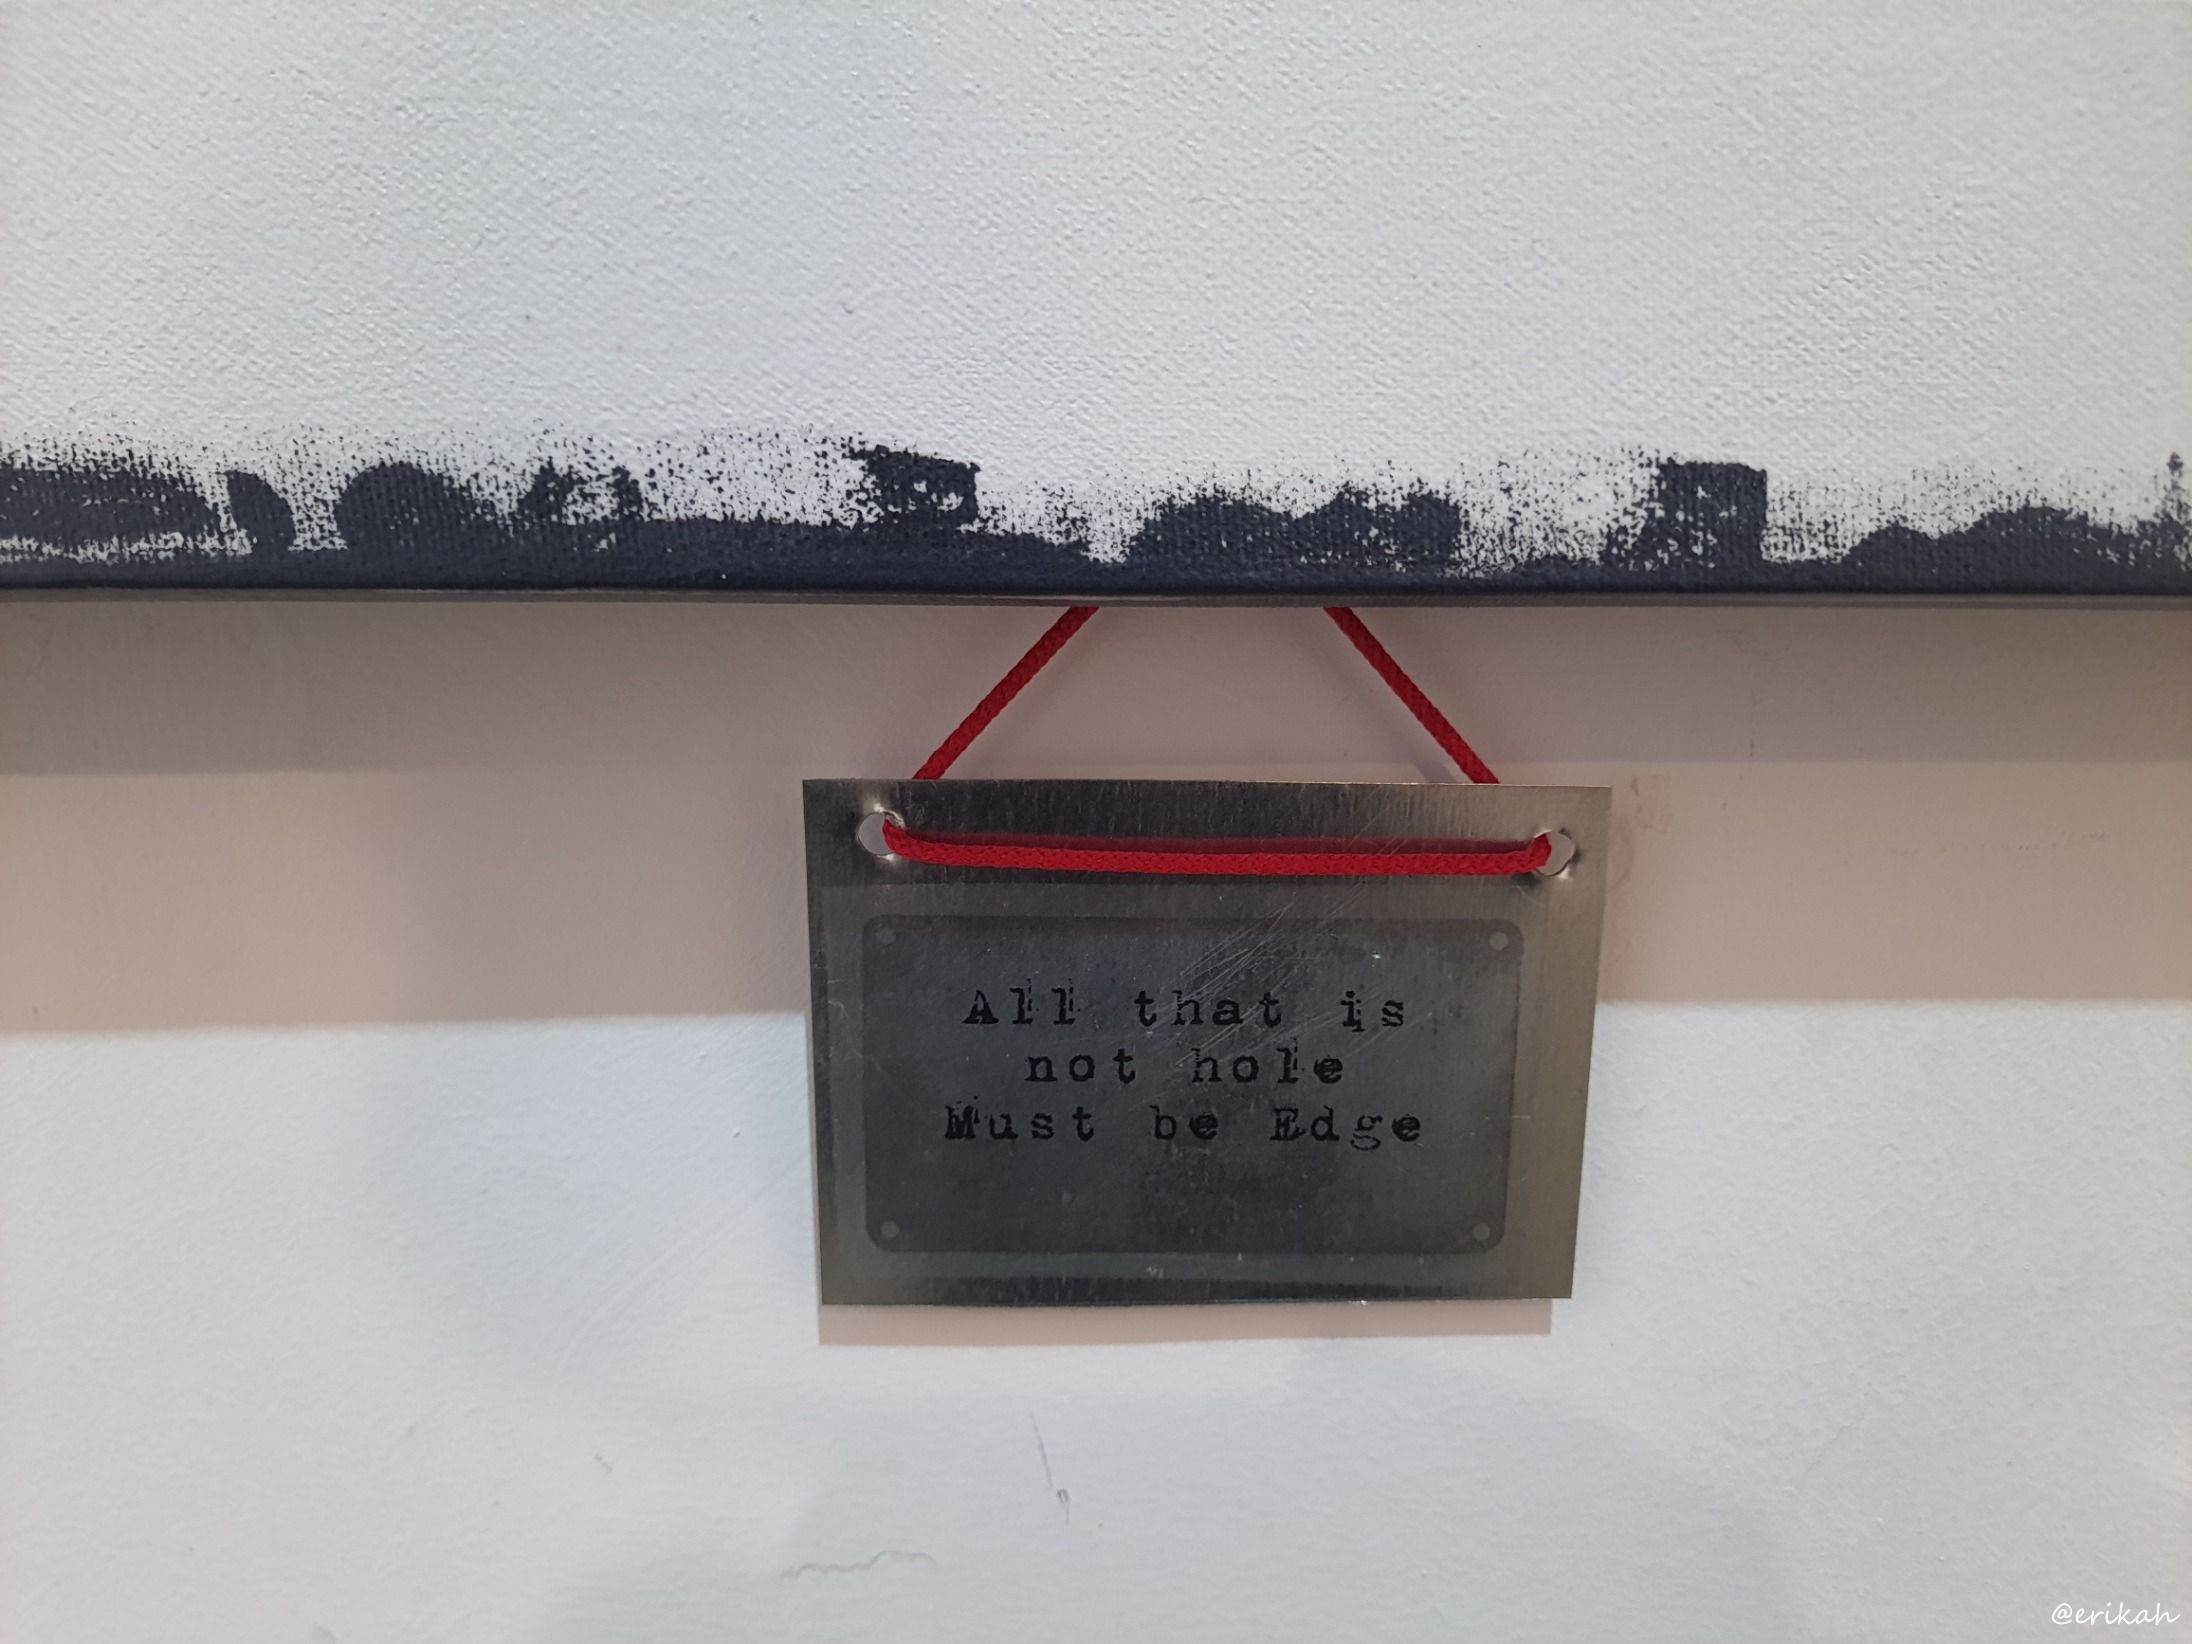 All that is
not hole
Must be Edge
@erikah